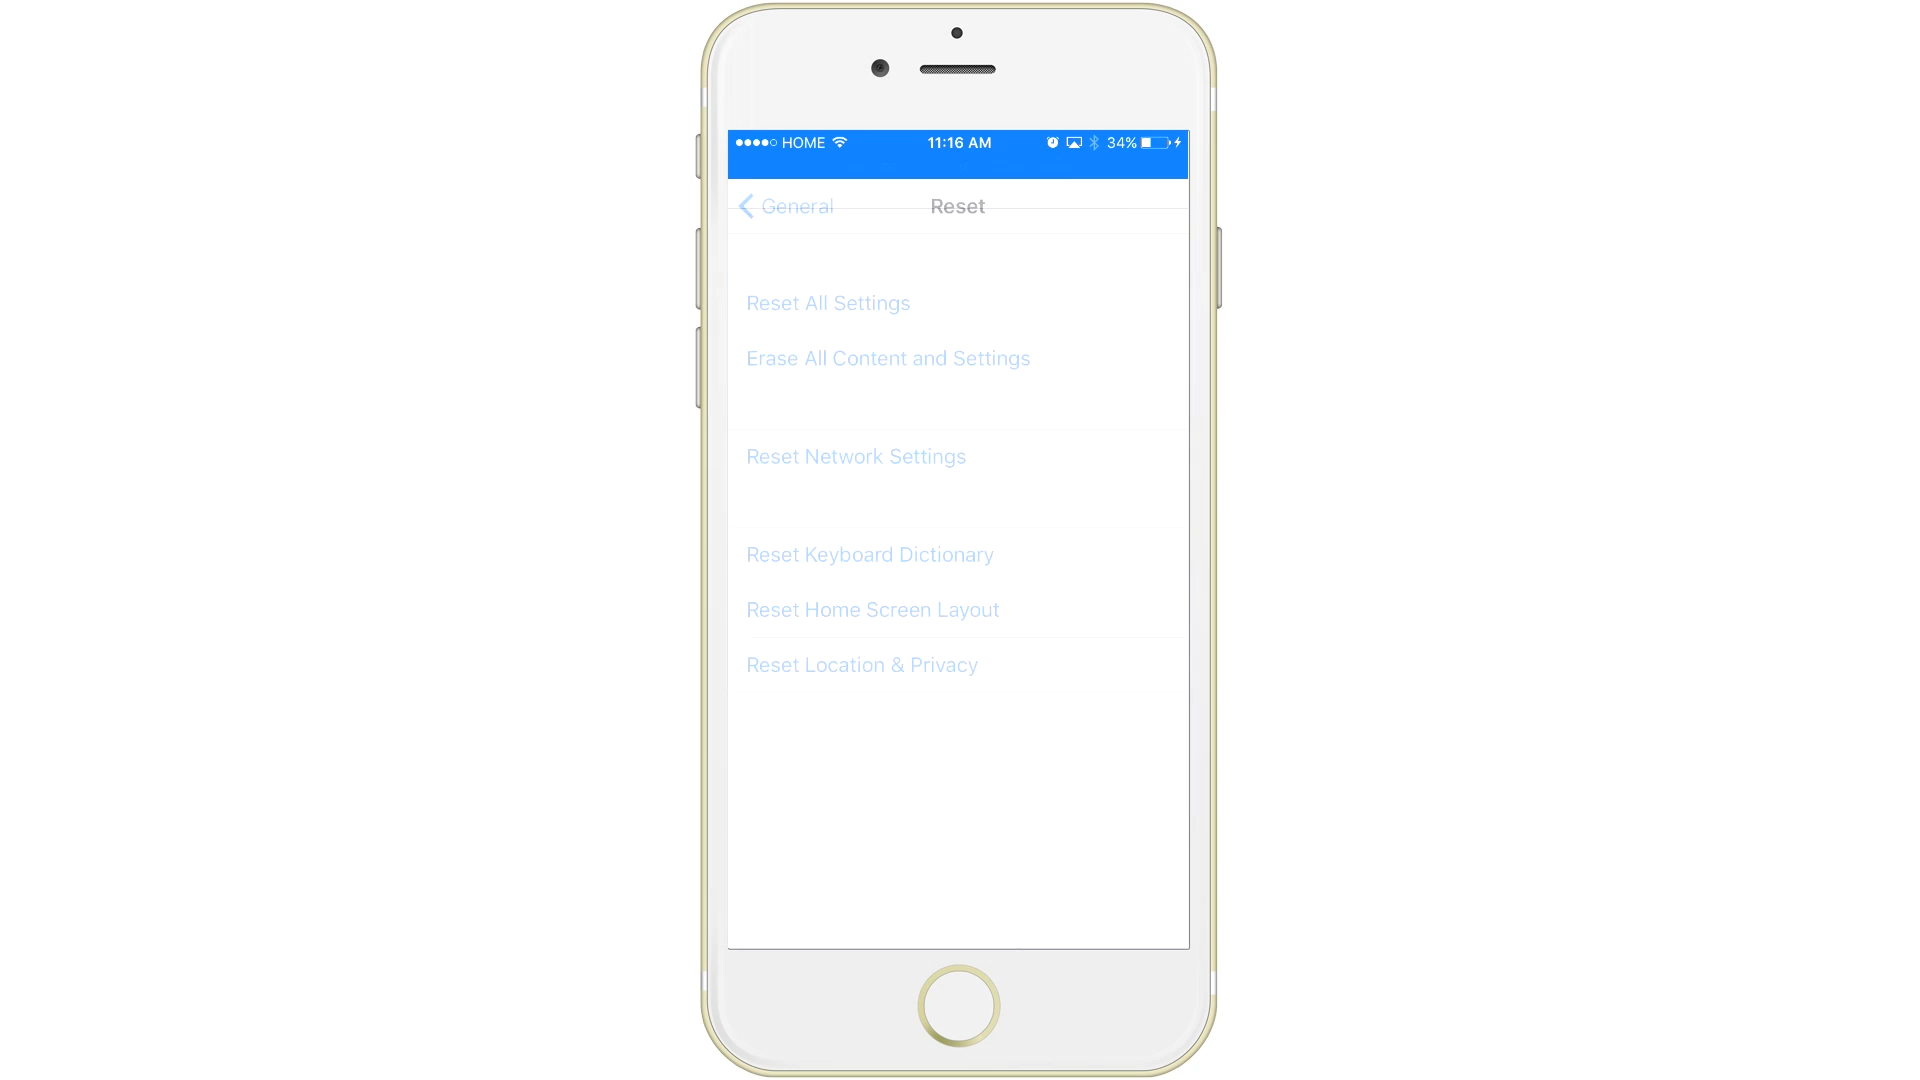 HOME 11:16 AM 34%
General Reset
Reset All Settings
Erase All Content and Settings
Reset Network Settings
Reset Keyboard Dictionary
Reset Home Screen Layout
Reset Location & Privacy